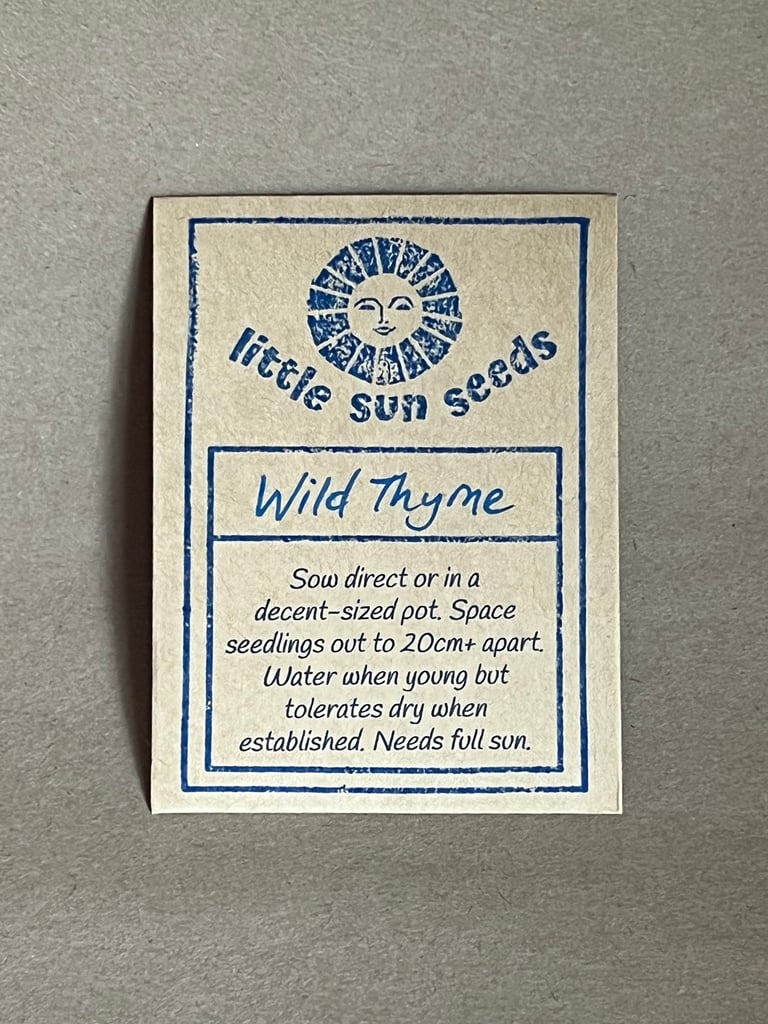 little sun seeds
Wild Thyme
Sow direct or in a
decent-sized pot. Space
seedlings out to 20cm+ apart.
Water when young but
tolerates dry when
established. Needs full sun.